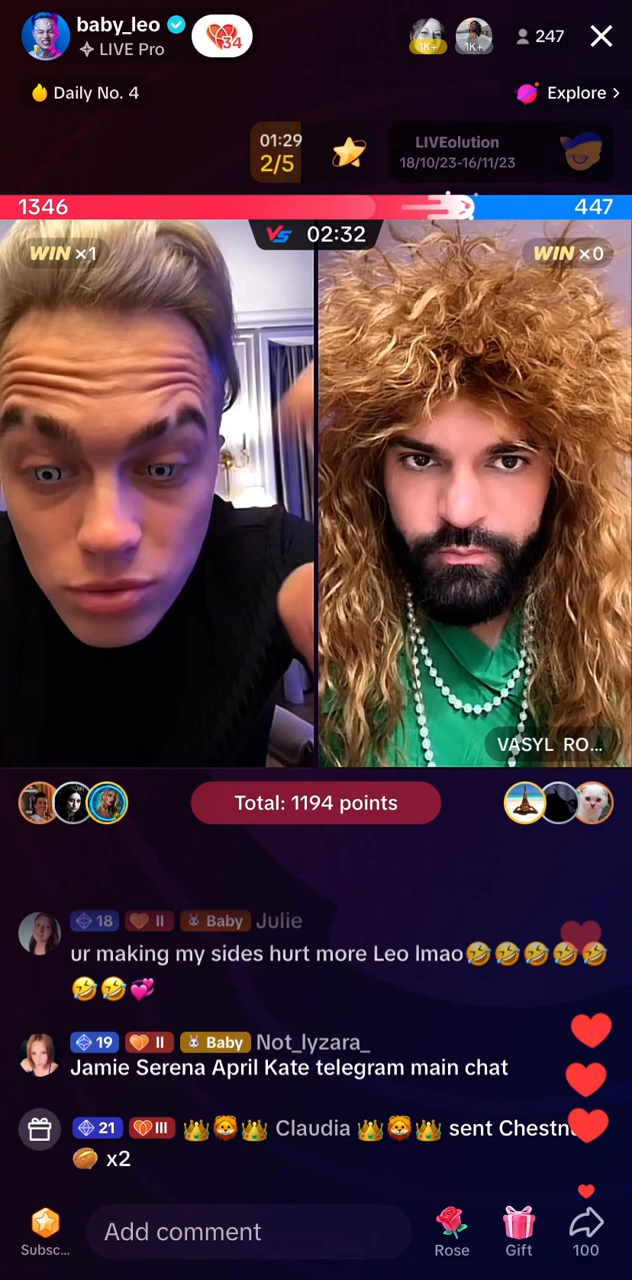 baby_leo
LIVE Pro
34
1K+
1K+
247
Daily No. 4
Explore >
01:29
2/5
LIVEolution
18/10/23-16/11/23
1346
447
VS 02:32
WIN x1
WIN x0
VASYL RO...
Total: 1194 points
18 II Baby Julie
ur making my sides hurt more Leo lmao🤣🤣🤣🤣🤣
🤣🤣💞
19 II Baby Not_lyzara_
Jamie Serena April Kate telegram main chat
21 III 👑🦁👑 Claudia 👑🦁👑 sent Chestn
x2
Add comment
Subsc...
Rose
Gift
100